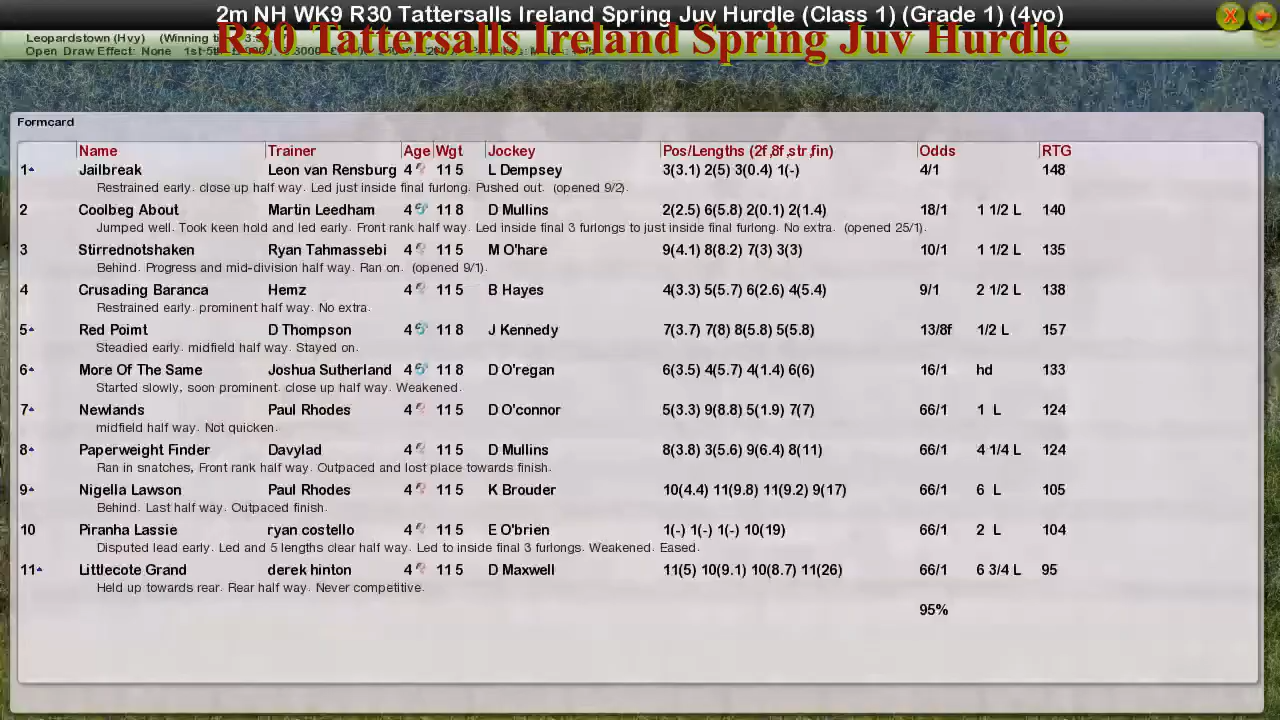 2m NH WK9 R30 Tattersalls Ireland Spring Juv Hurdle (Class 1) (Grade 1) (4yo)
R30 Tattersalls Ireland Spring Juv Hurdle
Leopardstown (Hvy) (Winning
Open Draw Effect: None 1st-5th
Formcard
Name Trainer Age Wgt Jockey Pos/Lengths (2f,8f,str,fin) Odds RTG
1 Jailbreak Leon van Rensburg 4 11 5 L Dempsey 3(3.1) 2(5) 3(0.4) 1(-) 4/1 148
Restrained early. close up half way. Led just inside final furlong. Pushed out. (opened 9/2).
2 Coolbeg About Martin Leedham 4 11 8 D Mullins 2(2.5) 6(5.8) 2(0.1) 2(1.4) 18/1 1 1/2 L 140
Jumped well. Took keen hold and led early. Front rank half way. Led inside final 3 furlongs to just inside final furlong. No extra. (opened 25/1).
3 Stirrednotshaken Ryan Tahmassebi 4 11 5 M O'hare 9(4.1) 8(8.2) 7(3) 3(3) 10/1 1 1/2 L 135
Behind. Progress and mid-division half way. Ran on. (opened 9/1).
4 Crusading Baranca Hemz 4 11 5 B Hayes 4(3.3) 5(5.7) 6(2.6) 4(5.4) 9/1 2 1/2 L 138
Restrained early. prominent half way. No extra.
5 Red Poimt D Thompson 4 11 8 J Kennedy 7(3.7) 7(8) 8(5.8) 5(5.8) 13/8f 1/2 L 157
Steadied early. midfield half way. Stayed on.
6 More Of The Same Joshua Sutherland 4 11 8 D O'regan 6(3.5) 4(5.7) 4(1.4) 6(6) 16/1 hd 133
Started slowly, soon prominent. close up half way. Weakened.
7 Newlands Paul Rhodes 4 11 5 D O'connor 5(3.3) 9(8.8) 5(1.9) 7(7) 66/1 1 L 124
midfield half way. Not quicken.
8 Paperweight Finder Davylad 4 11 5 D Mullins 8(3.8) 3(5.6) 9(6.4) 8(11) 66/1 4 1/4 L 124
Ran in snatches, Front rank half way. Outpaced and lost place towards finish.
9 Nigella Lawson Paul Rhodes 4 11 5 K Brouder 10(4.4) 11(9.8) 11(9.2) 9(17) 66/1 6 L 105
Behind. Last half way. Outpaced finish.
10 Piranha Lassie ryan costello 4 11 5 E O'brien 1(-) 1(-) 1(-) 10(19) 66/1 2 L 104
Disputed lead early. Led and 5 lengths clear half way. Led to inside final 3 furlongs. Weakened. Eased.
11 Littlecote Grand derek hinton 4 11 5 D Maxwell 11(5) 10(9.1) 10(8.7) 11(26) 66/1 6 3/4 L 95
Held up towards rear. Rear half way. Never competitive.
95%